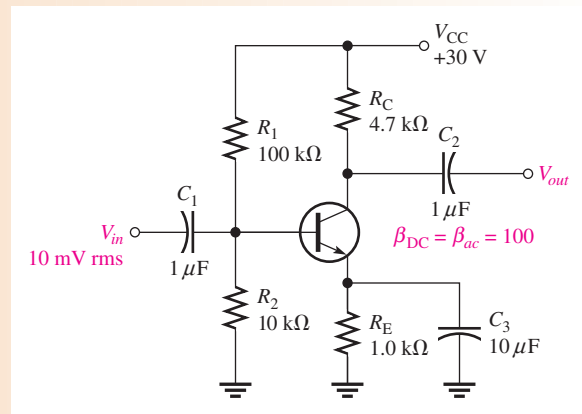 V_CC
+30 V
R_C
4.7 kΩ
C_2
R_1
100 kΩ
V_out
C_1
1 μF
V_in
β_DC = β_ac = 100
10 mV rms
1 μF
R_2
10 kΩ
R_E
1.0 kΩ
C_3
10 μF